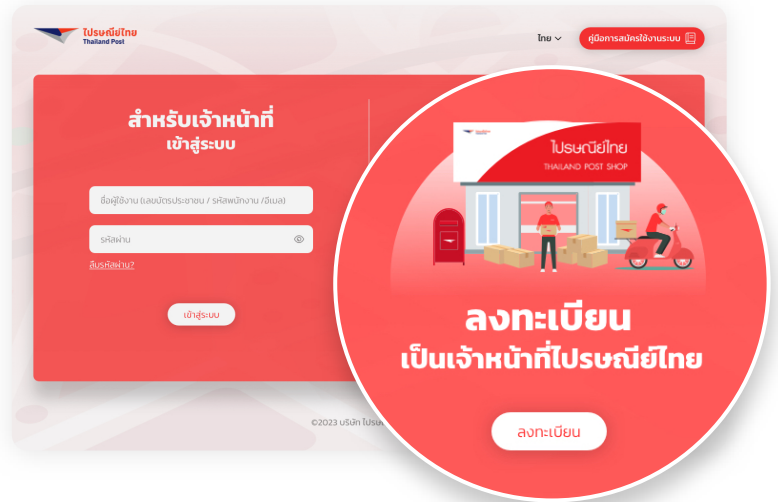 ไปรษณีย์ไทย
Thailand Post
ไทย
คู่มือการสมัครใช้งานระบบ
สำหรับเจ้าหน้าที่
เข้าสู่ระบบ
ชื่อผู้ใช้งาน (เลขบัตรประชาชน / รหัสพนักงาน /อีเมล)
รหัสผ่าน
ลืมรหัสผ่าน?
เข้าสู่ระบบ
ไปรษณีย์ไทย
THAILAND POST SHOP
ลงทะเบียน
เป็นเจ้าหน้าที่ไปรษณีย์ไทย
ลงทะเบียน
©2023 บริษัท